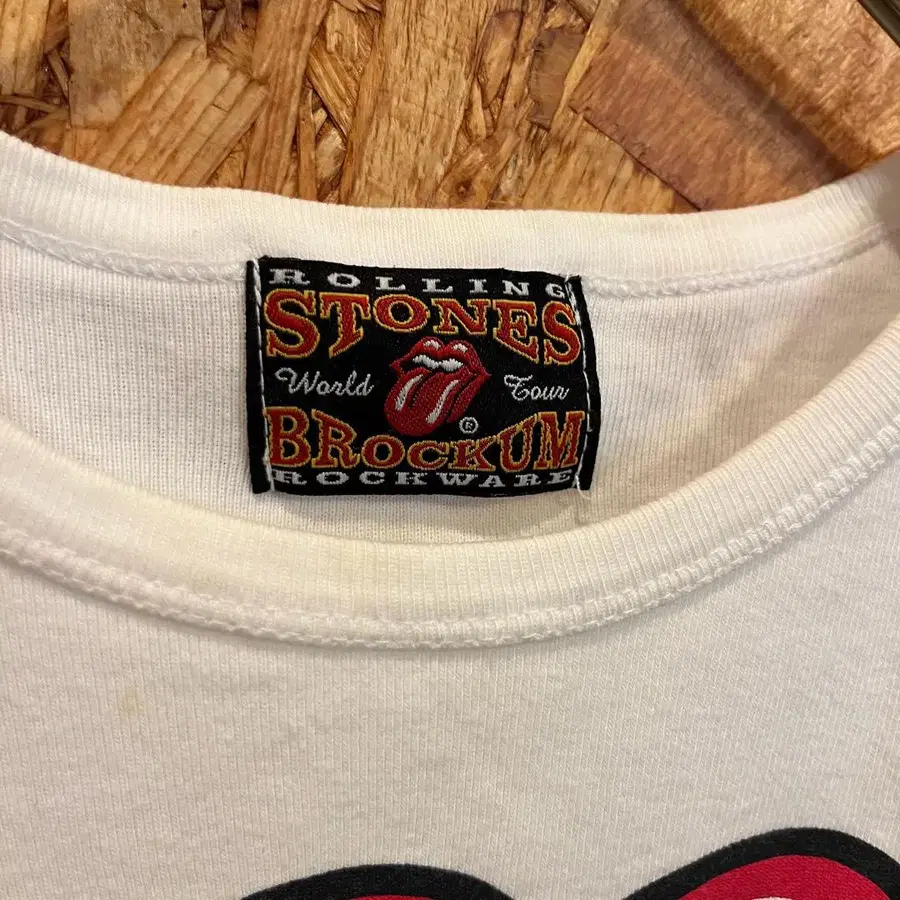 ROLLING
STONES
World Tour
®
BROCKUM
ROCKWARE